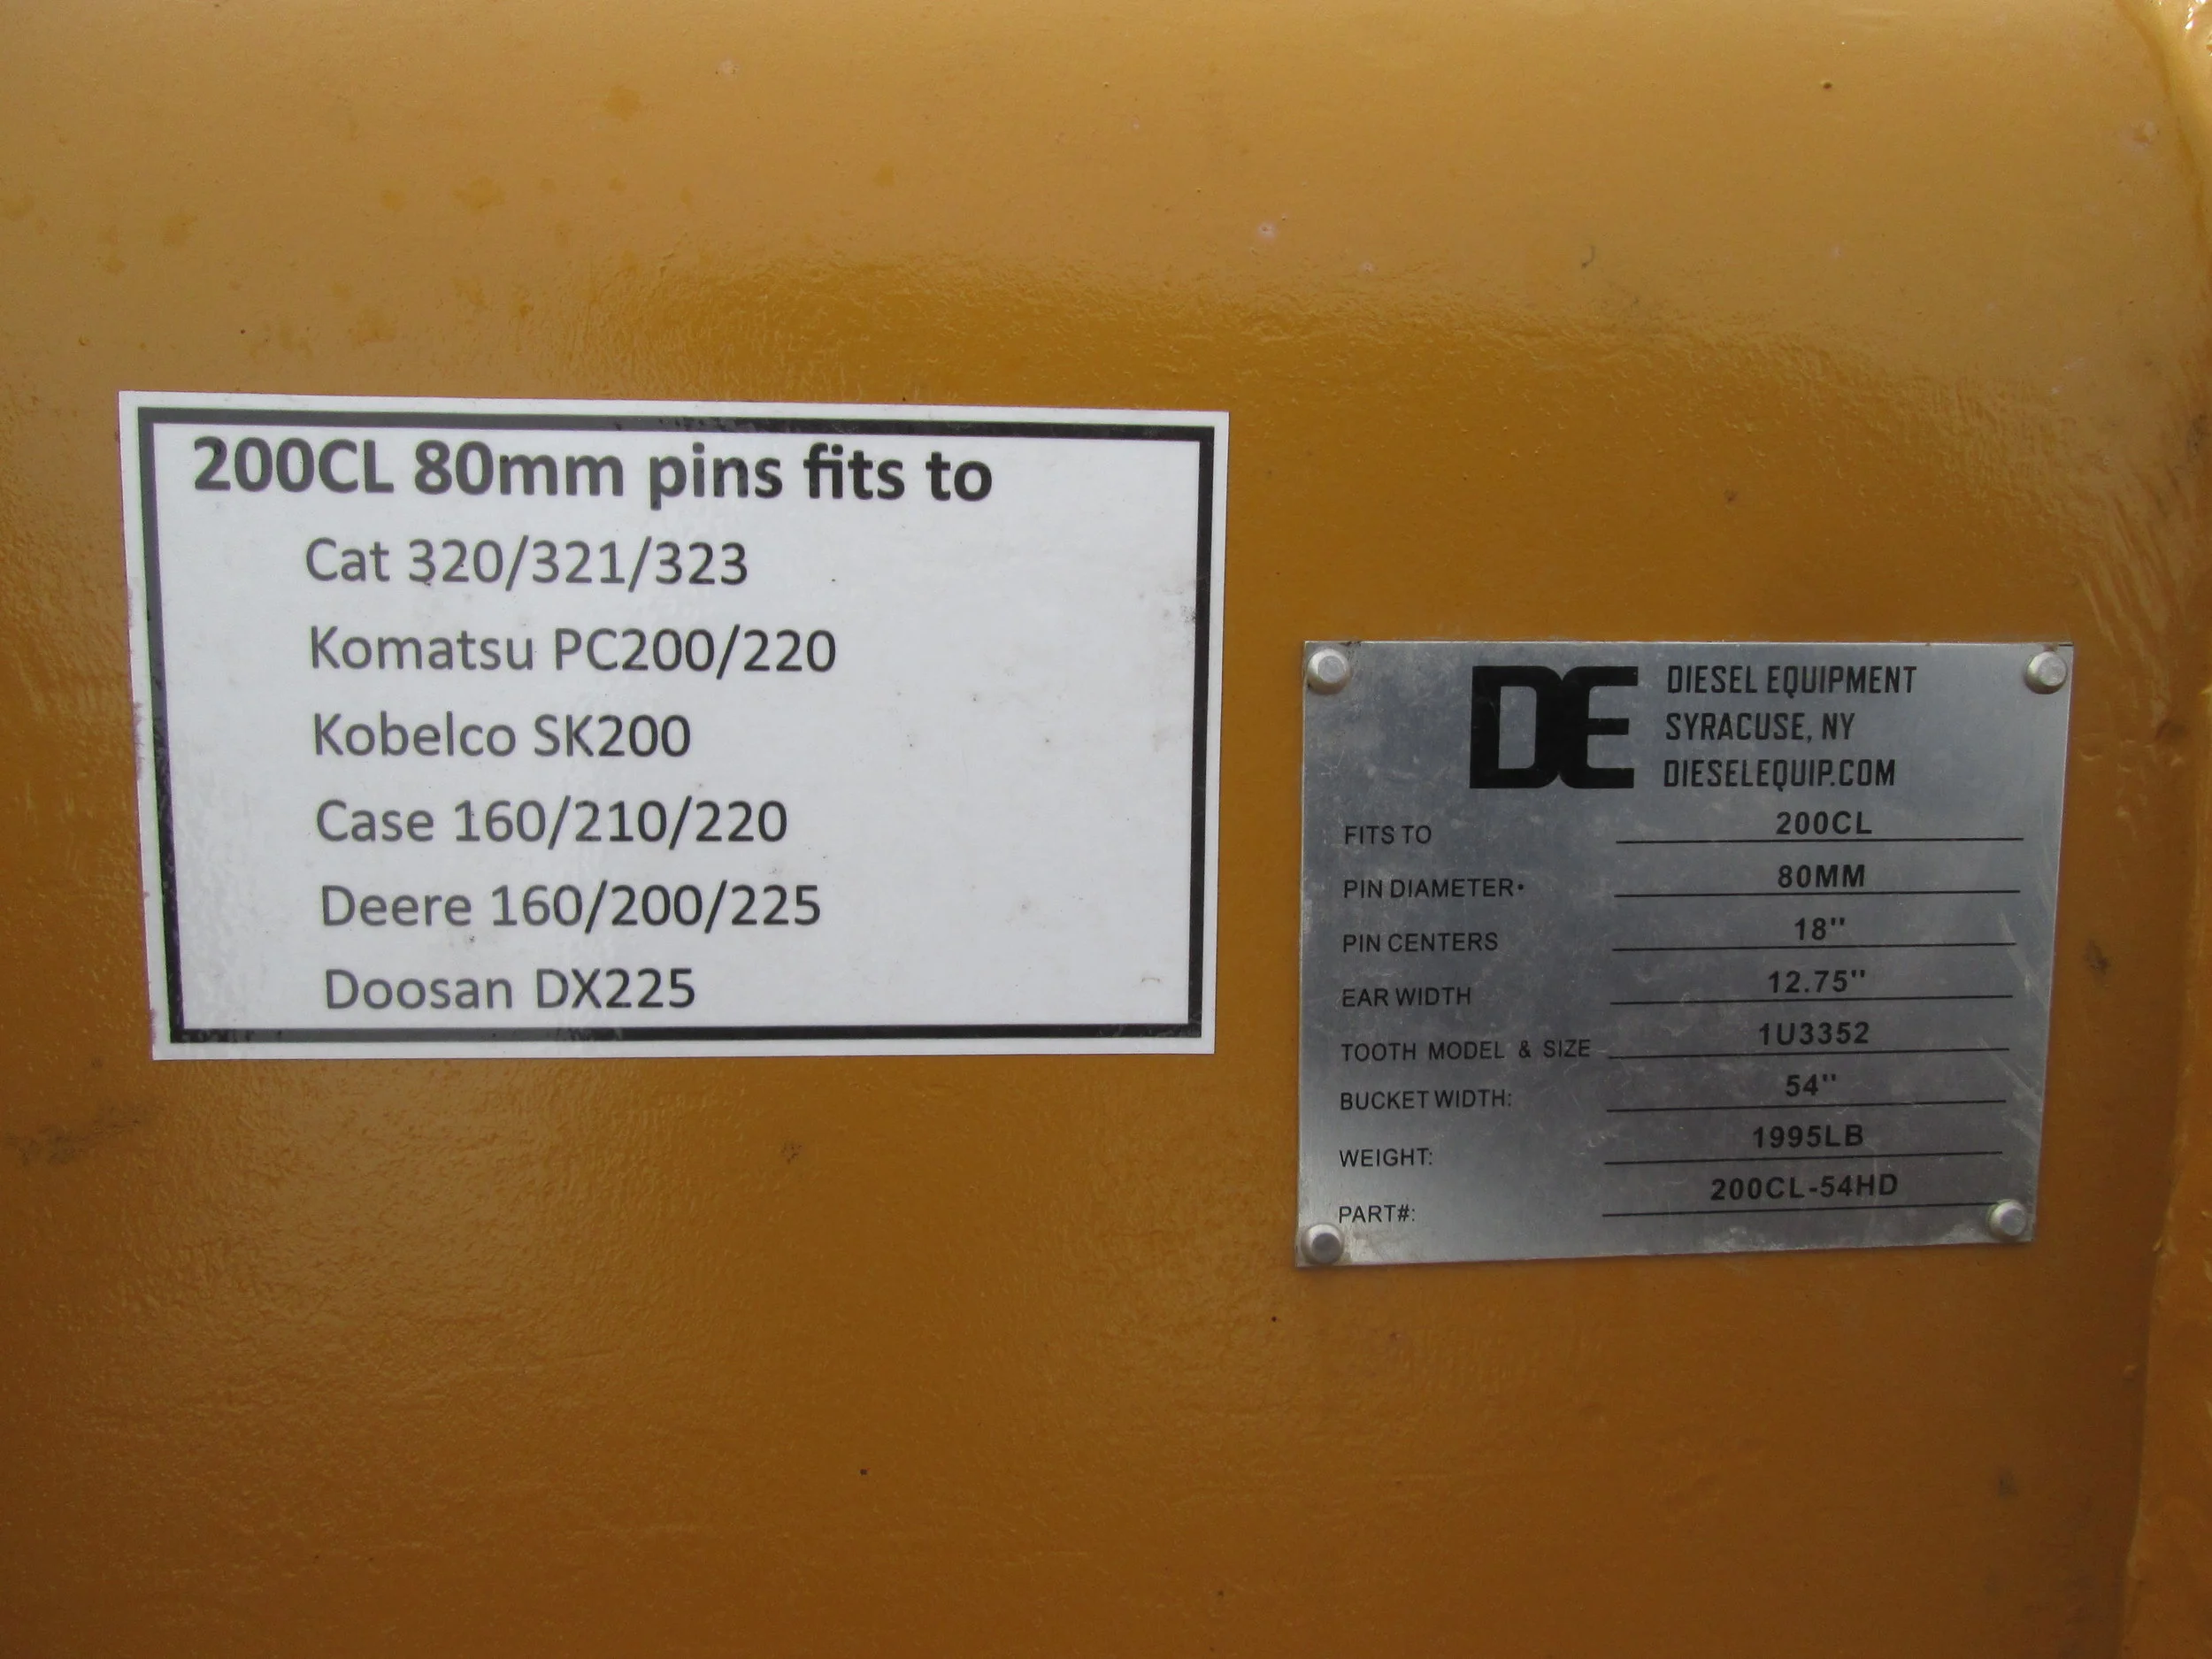 200CL 80mm pins fits to
Cat 320/321/323
Komatsu PC200/220
Kobelco SK200
Case 160/210/220
Deere 160/200/225
Doosan DX225
DE
DIESEL EQUIPMENT
SYRACUSE, NY
DIESELEQUIP.COM
FITS TO 200CL
PIN DIAMETER• 80MM
PIN CENTERS 18"
EAR WIDTH 12.75"
TOOTH MODEL & SIZE 1U3352
BUCKET WIDTH: 54"
WEIGHT: 1995LB
PART#: 200CL-54HD